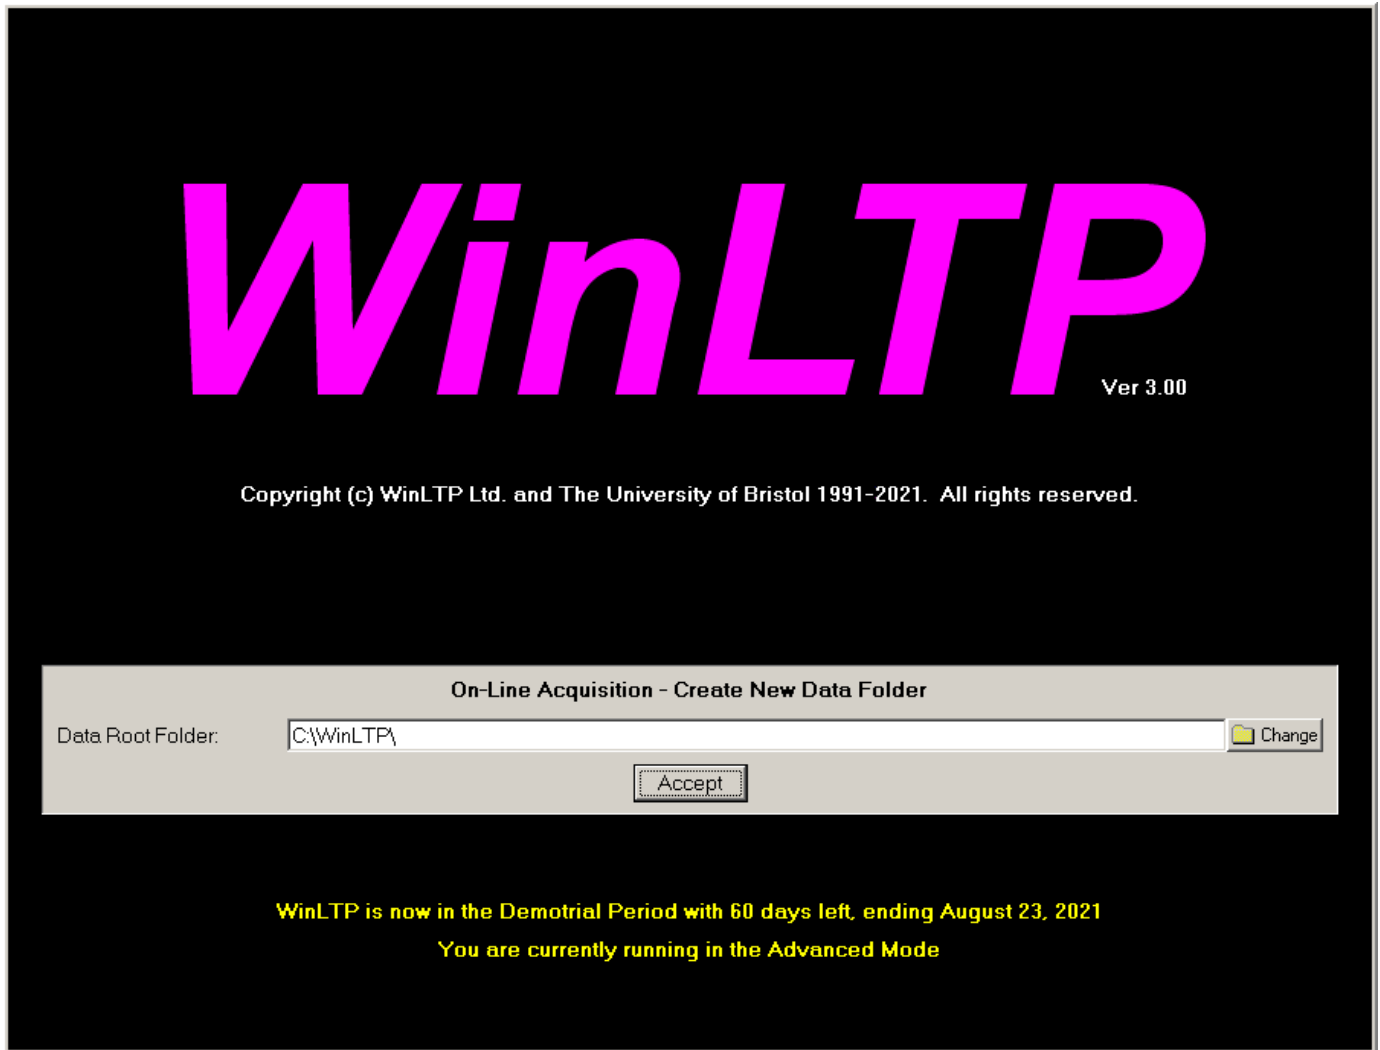 WinLTP
Ver 3.00
Copyright (c) WinLTP Ltd. and The University of Bristol 1991-2021. All rights reserved.
On-Line Acquisition - Create New Data Folder
Data Root Folder: C:\WinLTP\ Change
Accept
WinLTP is now in the Demotrial Period with 60 days left, ending August 23, 2021
You are currently running in the Advanced Mode